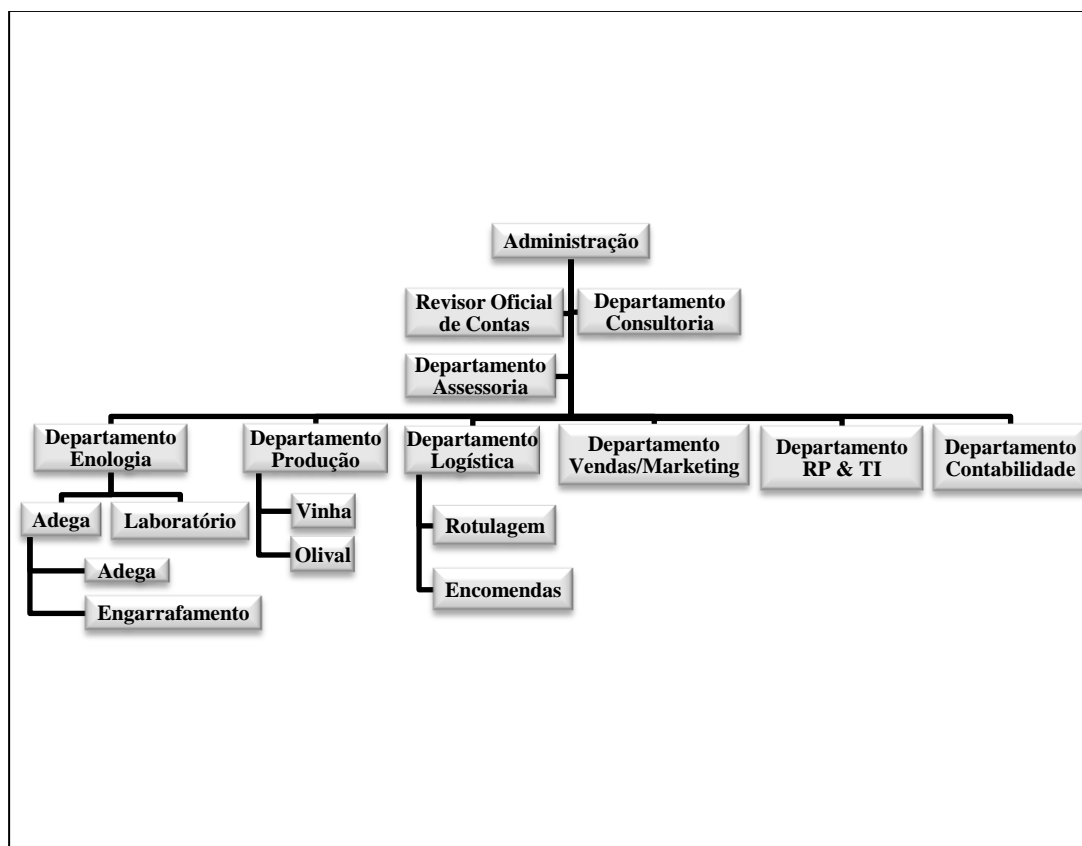 Administração
Revisor Oficial
de Contas
Departamento
Consultoria
Departamento
Assessoria
Departamento
Enologia
Departamento
Produção
Departamento
Logística
Departamento
Vendas/Marketing
Departamento
RP & TI
Departamento
Contabilidade
Adega
Laboratório
Adega
Engarrafamento
Vinha
Olival
Rotulagem
Encomendas